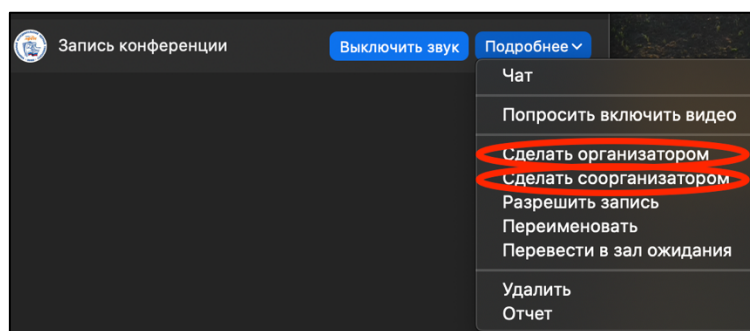 Запись конференции
Выключить звук
Подробнее
Чат
Попросить включить видео
Сделать организатором
Сделать соорганизатором
Разрешить запись
Переименовать
Перевести в зал ожидания
Удалить
Отчет